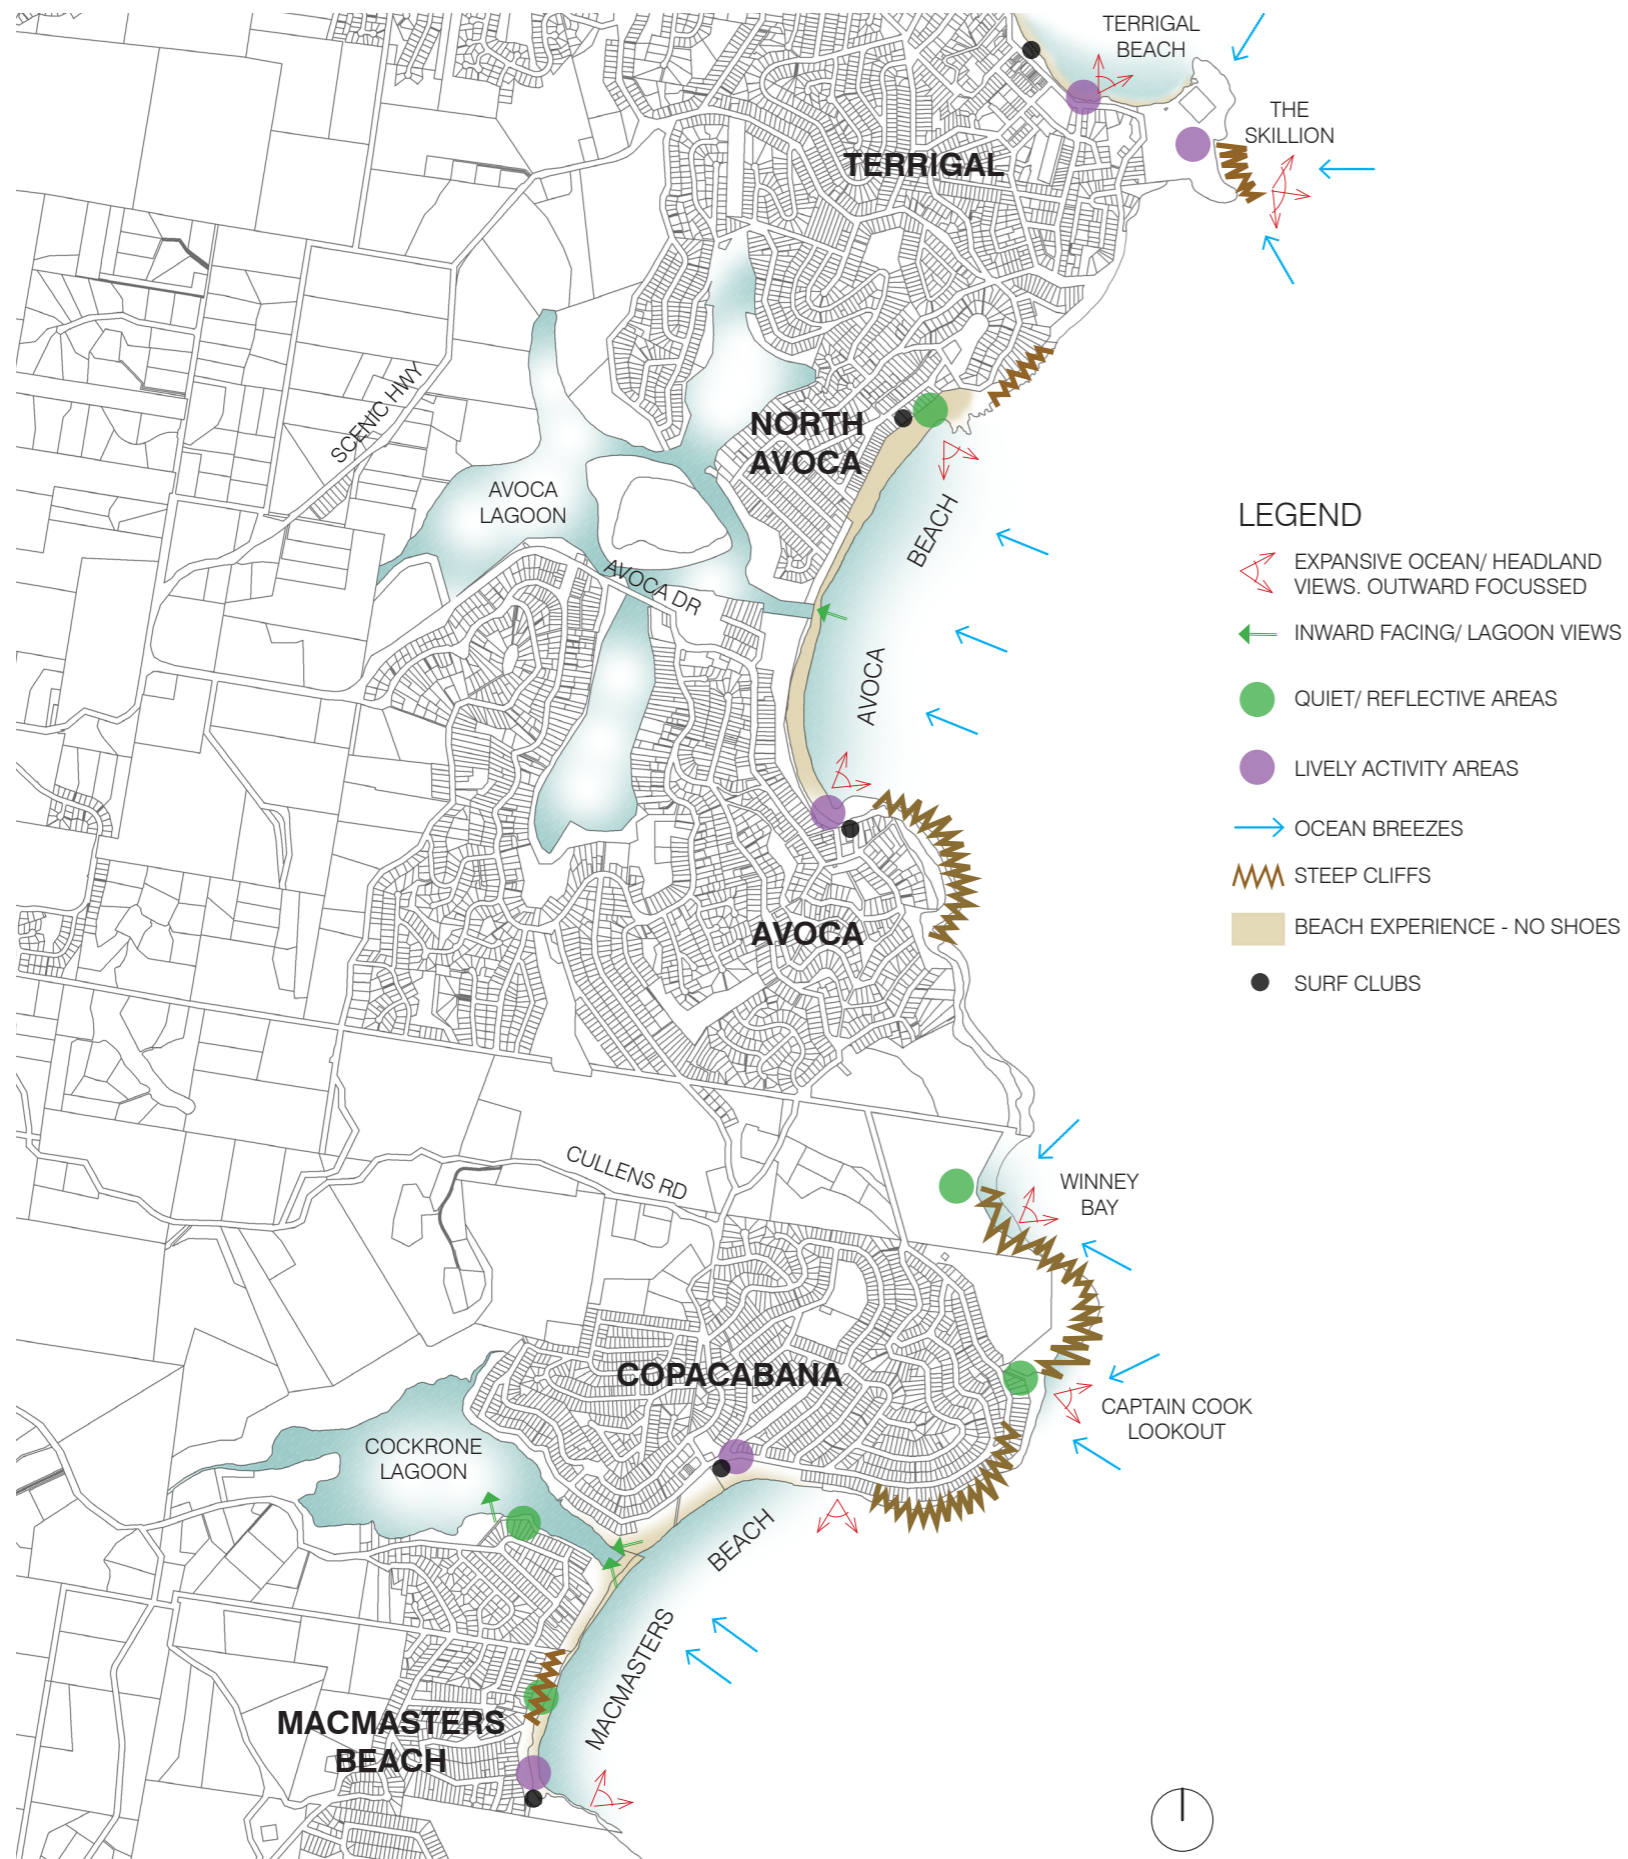 TERRIGAL
BEACH
THE
SKILLION
TERRIGAL
SCENIC HWY
NORTH
AVOCA
AVOCA
LAGOON
BEACH
AVOCA DR
AVOCA
AVOCA
LEGEND
EXPANSIVE OCEAN/ HEADLAND
VIEWS. OUTWARD FOCUSSED
INWARD FACING/ LAGOON VIEWS
QUIET/ REFLECTIVE AREAS
LIVELY ACTIVITY AREAS
OCEAN BREEZES
STEEP CLIFFS
BEACH EXPERIENCE - NO SHOES
SURF CLUBS
CULLENS RD
WINNEY
BAY
COPACABANA
CAPTAIN COOK
LOOKOUT
COCKRONE
LAGOON
BEACH
MACMASTERS
MACMASTERS
BEACH